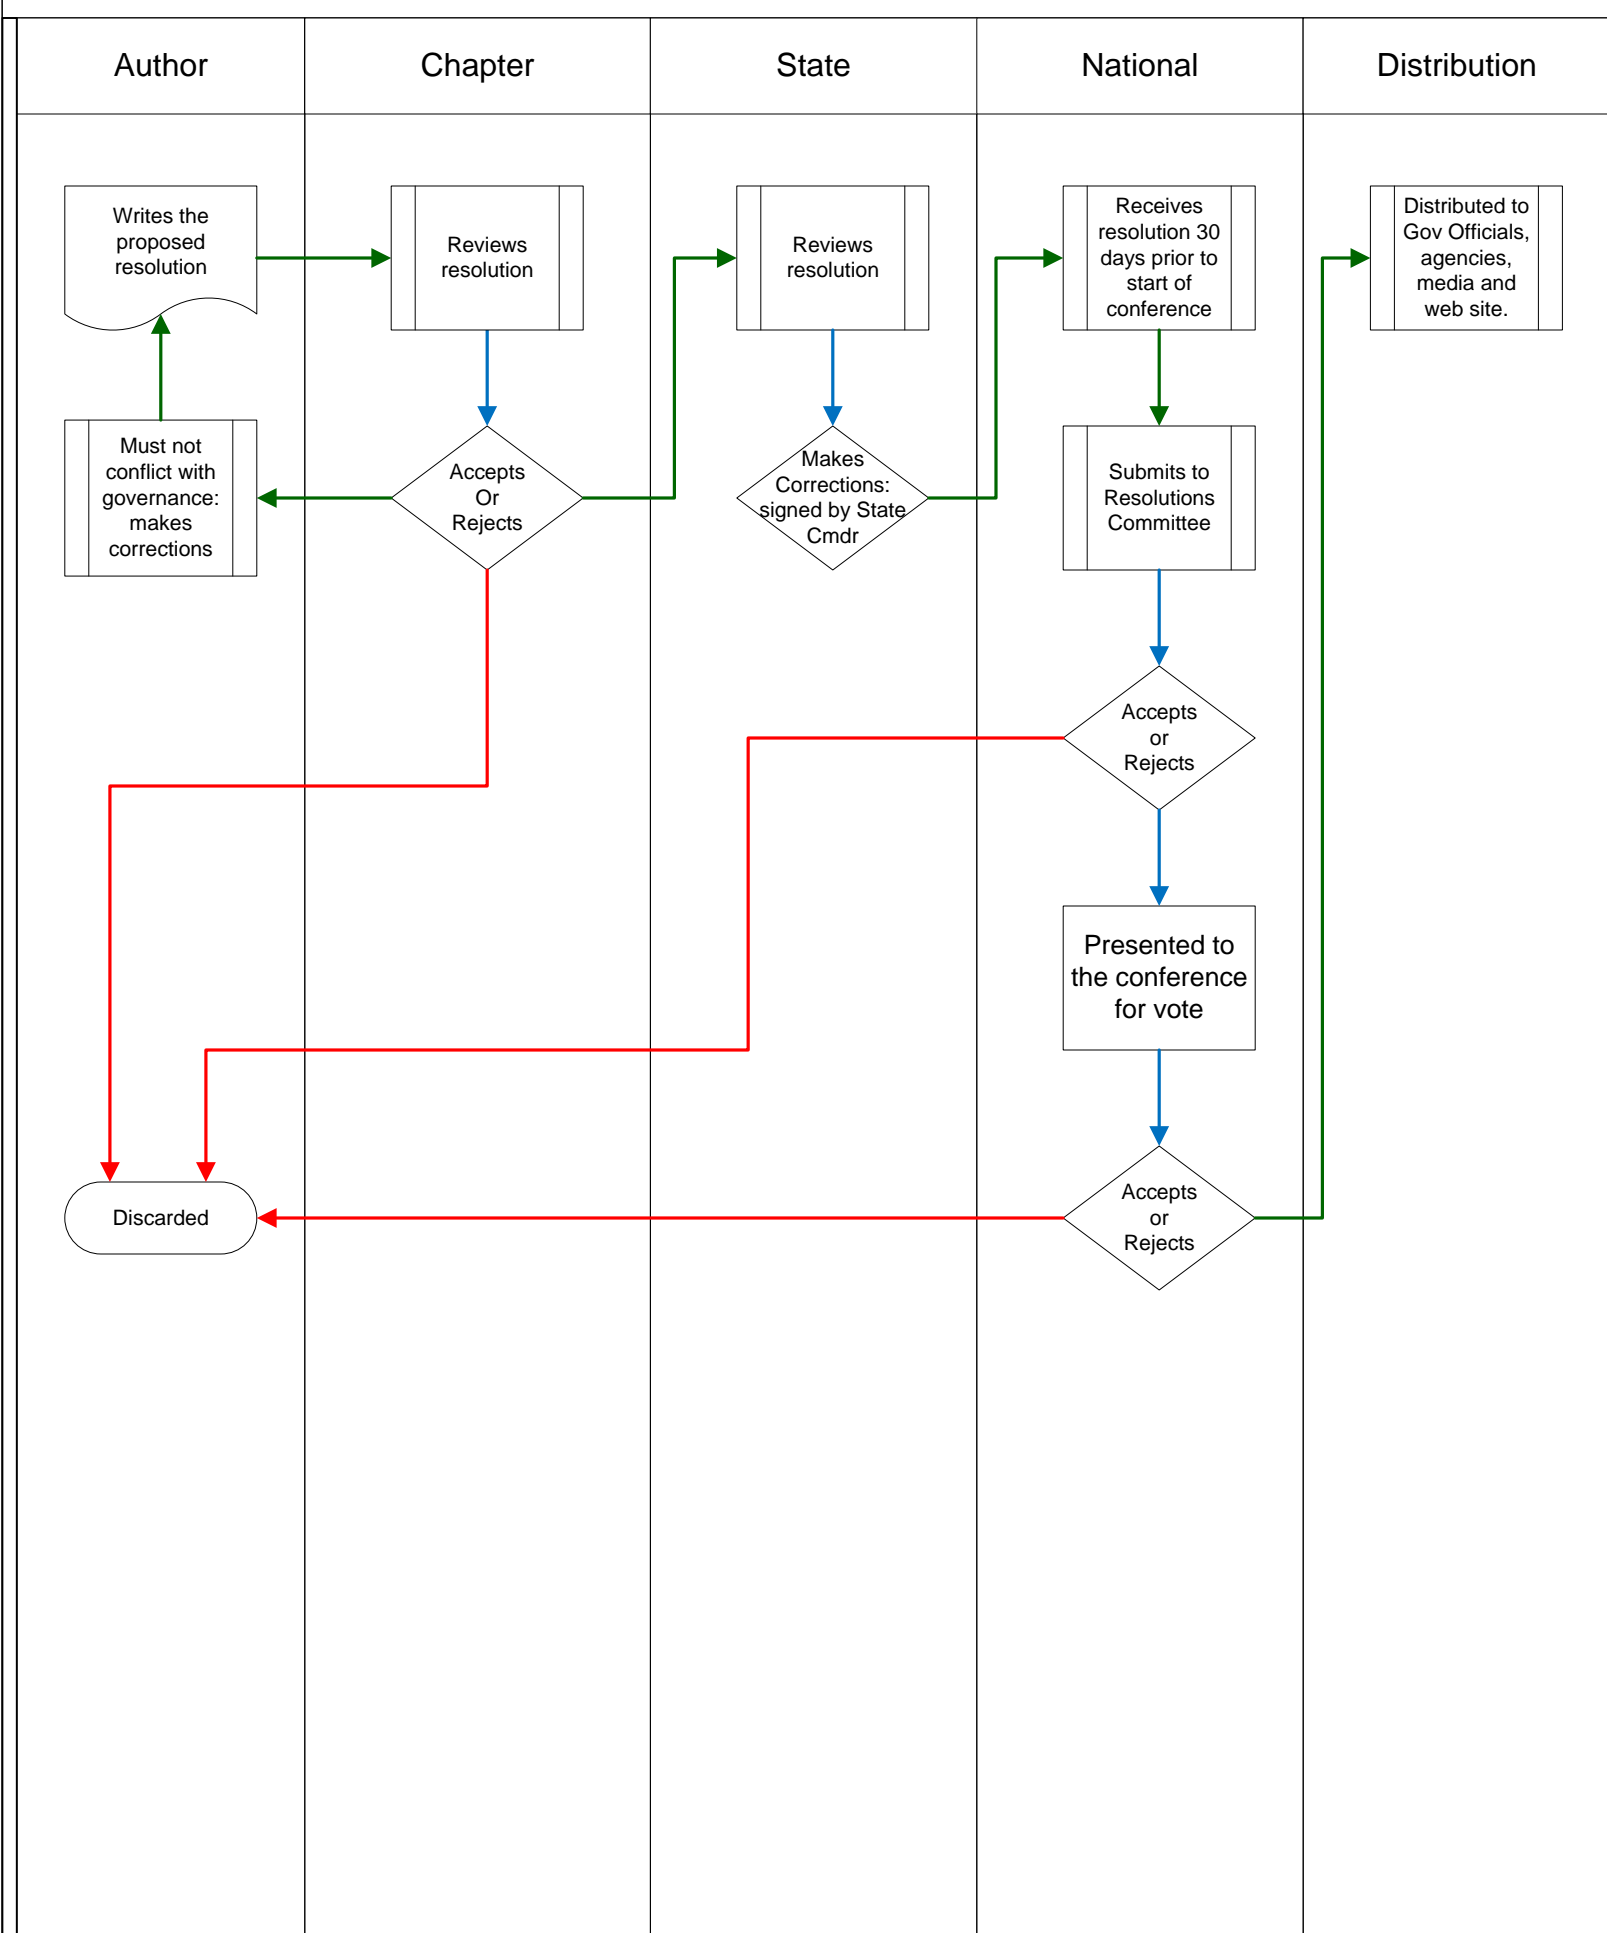 Author
Chapter
State
National
Distribution
Writes the
proposed
resolution
Reviews
resolution
Reviews
resolution
Receives
resolution 30
days prior to
start of
conference
Distributed to
Gov Officials,
agencies,
media and
web site.
Must not
conflict with
governance:
makes
corrections
Accepts
Or
Rejects
Makes
Corrections:
signed by State
Cmdr
Submits to
Resolutions
Committee
Accepts
or
Rejects
Presented to
the conference
for vote
Discarded
Accepts
or
Rejects